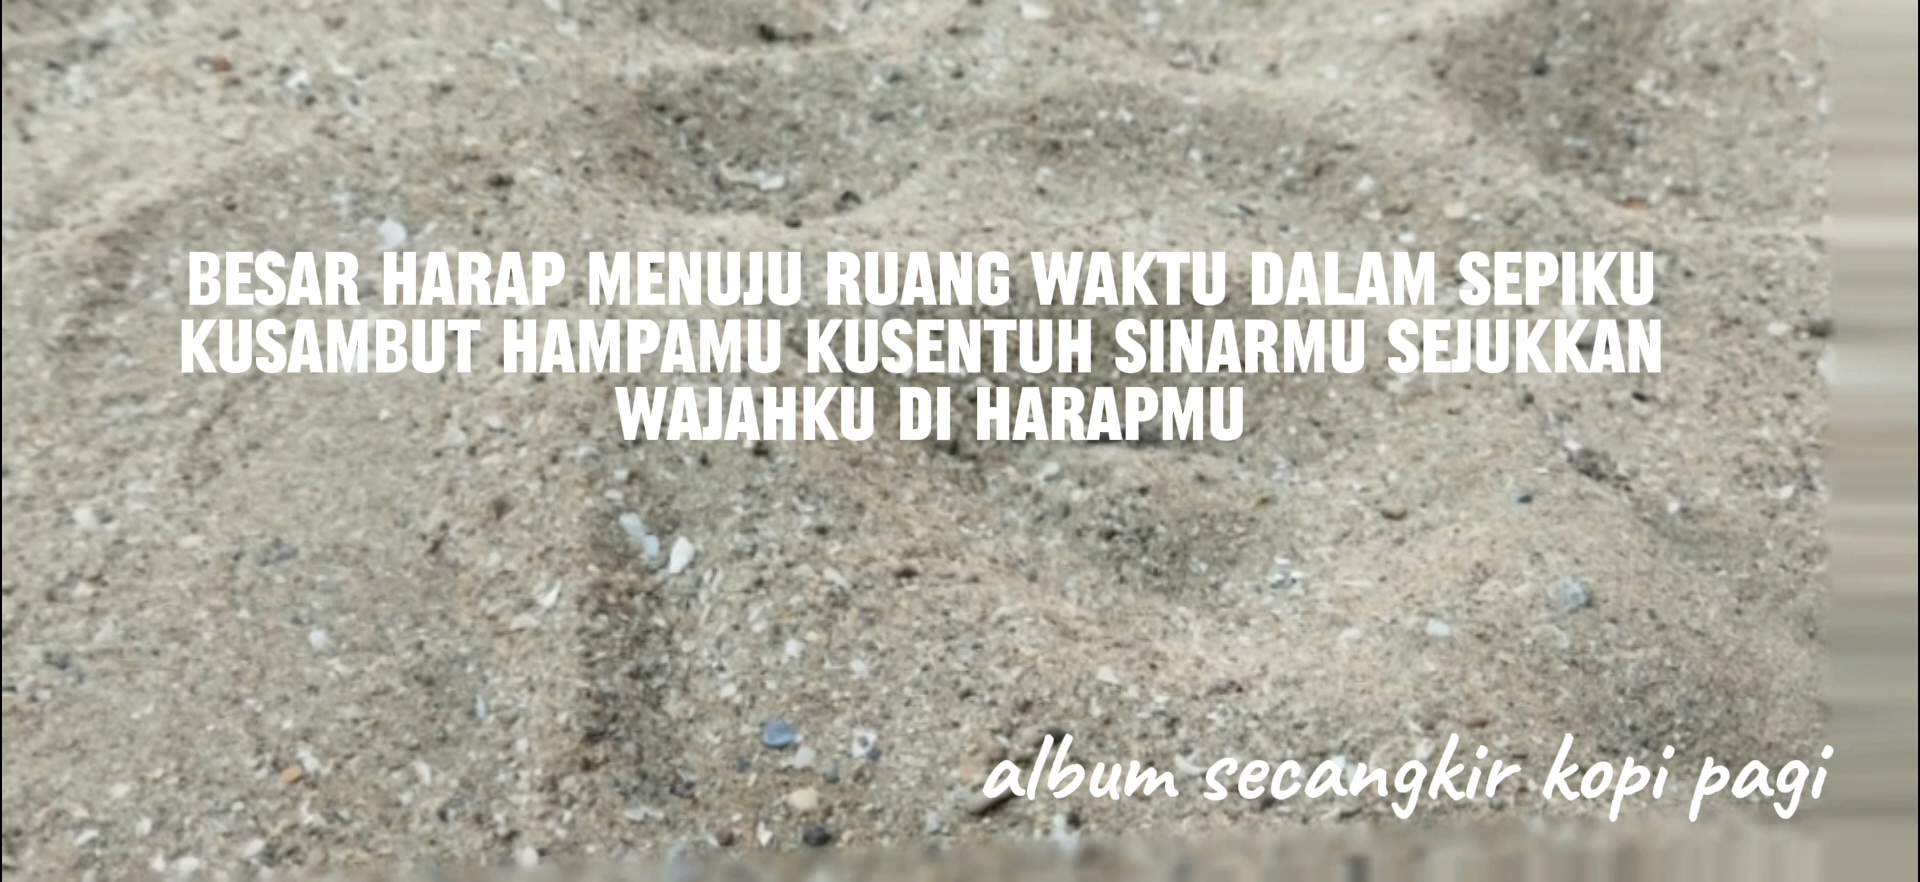 BESAR HARAP MENUJU RUANG WAKTU DALAM SEPIKU
KUSAMBUT HAMPAMU KUSENTUH SINARMU SEJUKKAN
WAJAHKU DI HARAPMU
album secangkir kopi pagi